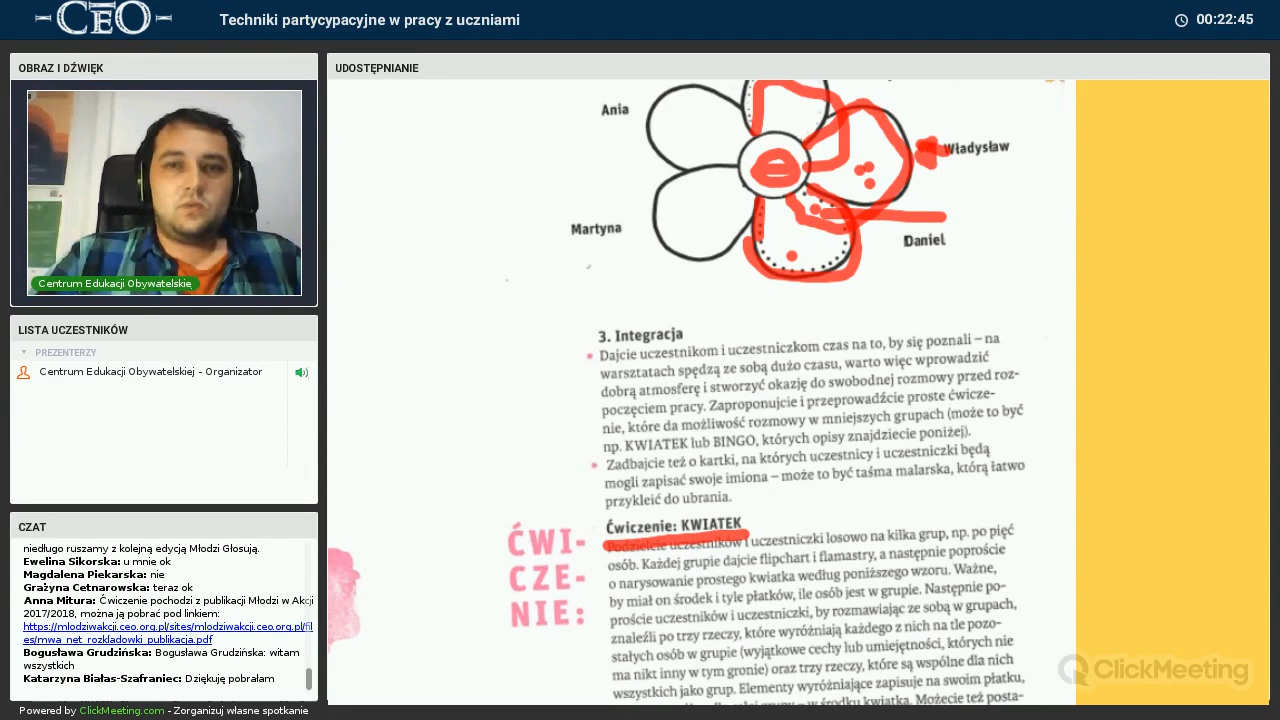 CEO
Techniki partycypacyjne w pracy z uczniami
00:22:45
OBRAZ I DŹWIĘK
Centrum Edukacji Obywatelskiej
LISTA UCZESTNIKÓW
PREZENTERZY
Centrum Edukacji Obywatelskiej - Organizator
CZAT
niedługo ruszamy z kolejną edycją Młodzi Głosują.
Ewelina Sikorska: u mnie ok
Magdalena Piekarska: nie
Grażyna Cetnarowska: teraz ok
Anna Mitura: Ćwiczenie pochodzi z publikacji Młodzi w Akcji
2017/2018, można ją pobrać pod linkiem:
https://mlodziwakcji.ceo.org.pl/sites/mlodziwakcji.ceo.org.pl/fil
es/mwa_net_rozkladowki_publikacja.pdf
Bogusława Grudzińska: Bogusława Grudzińska: witam
wszystkich
Katarzyna Białas-Szafraniec: Dziękuję pobrałam
Powered by ClickMeeting.com - Zorganizuj własne spotkanie
UDOSTĘPNIANIE
Ania
Władysław
Martyna
Daniel
3. Integracja
Dajcie uczestnikom i uczestniczkom czas na to, by się poznali – na
warsztatach spędzą ze sobą dużo czasu, warto więc wprowadzić
dobrą atmosferę i stworzyć okazję do swobodnej rozmowy przed roz-
poczęciem pracy. Zaproponujcie i przeprowadźcie proste ćwicze-
nie, które da możliwość rozmowy w mniejszych grupach (może to być
np. KWIATEK lub BINGO, których opisy znajdziecie poniżej).
Zadbajcie też o kartki, na których uczestnicy i uczestniczki będą
mogli zapisać swoje imiona – może to być taśma malarska, którą łatwo
przykleić do ubrania.
ĆWI-
CZE-
NIE:
Ćwiczenie: KWIATEK
Podzielcie uczestników i uczestniczki losowo na kilka grup, np. po pięć
osób. Każdej grupie dajcie flipchart i flamastry, a następnie poproście
o narysowanie prostego kwiatka według poniższego wzoru. Ważne,
by miał on środek i tyle płatków, ile osób jest w grupie. Następnie po-
proście uczestników i uczestniczki, by rozmawiając ze sobą w grupach,
znaleźli po trzy rzeczy, które wyróżniają każdego z nich na tle pozo-
stałych osób w grupie (wyjątkowe cechy lub umiejętności, których nie
ma nikt inny w tym gronie) oraz trzy rzeczy, które są wspólne dla nich
wszystkich jako grup. Elementy wyróżniające zapisuje na swoim płatku,
w środku kwiatka. Możecie też posta-
ClickMeeting